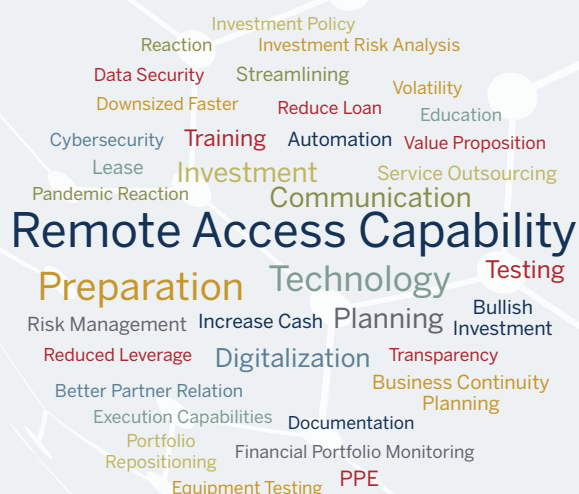 Investment Policy
Reaction Investment Risk Analysis
Data Security Streamlining
Volatility
Downsized Faster Reduce Loan
Education
Cybersecurity Training Automation Value Proposition
Lease Investment Service Outsourcing
Pandemic Reaction Communication
Remote Access Capability
Preparation Technology Testing
Risk Management Increase Cash Planning Bullish
Investment
Reduced Leverage Digitalization Transparency
Better Partner Relation Business Continuity
Planning
Execution Capabilities Documentation
Portfolio
Repositioning Financial Portfolio Monitoring
Equipment Testing PPE